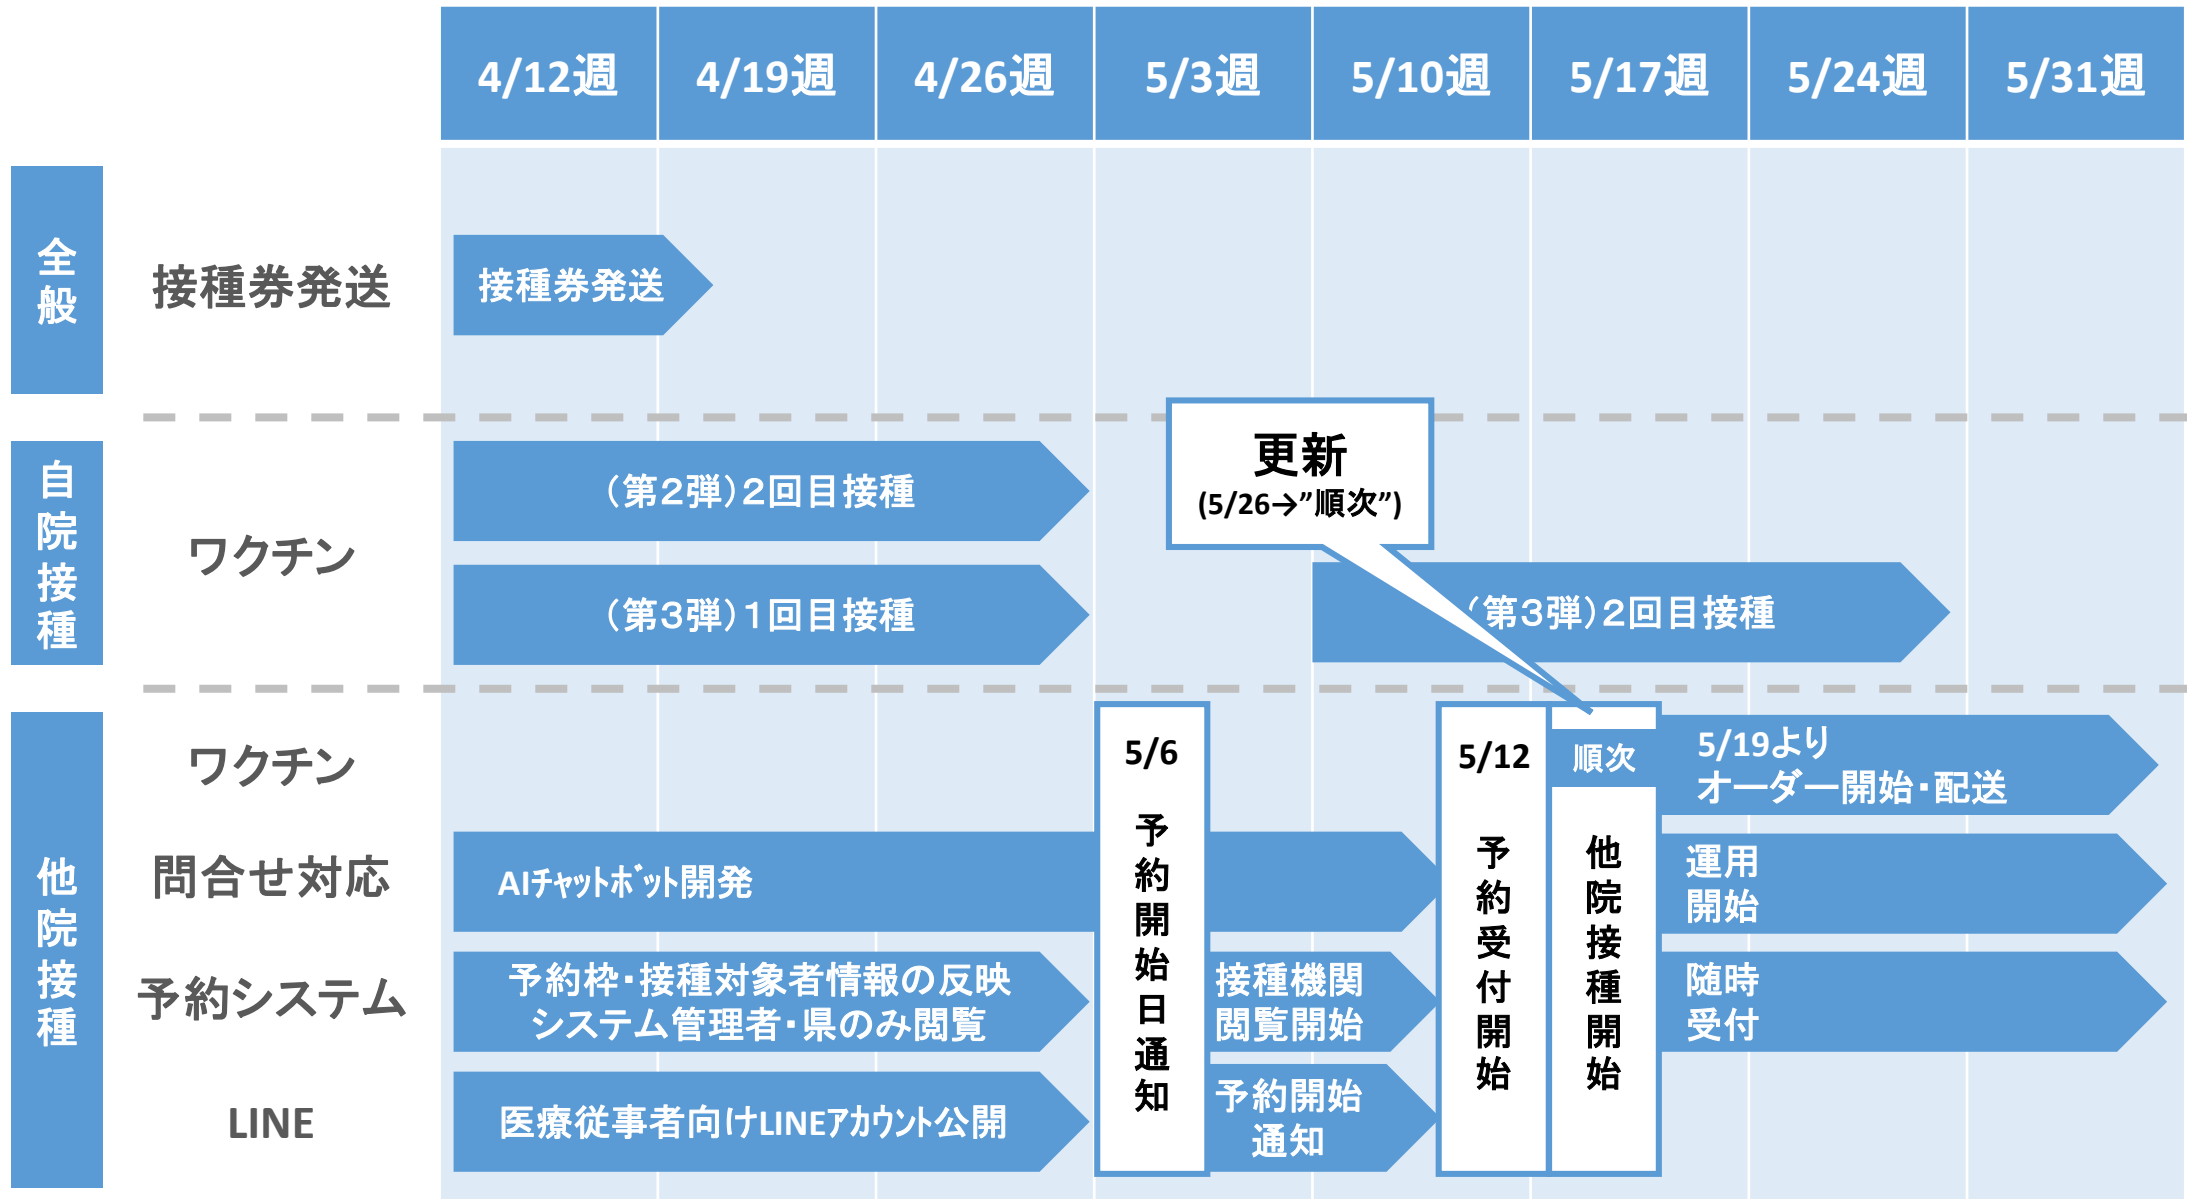 4/12週 4/19週 4/26週 5/3週 5/10週 5/17週 5/24週 5/31週
全般
接種券発送
接種券発送
自院接種
ワクチン
（第２弾）２回目接種
（第３弾）１回目接種
更新
(5/26→”順次”)
（第３弾）２回目接種
他院接種
ワクチン
5/6
予約開始日通知
5/12
予約受付開始
順次
他院接種開始
5/19より
オーダー開始・配送
問合せ対応
AIﾁｬｯﾄﾎﾞｯﾄ開発
運用
開始
予約システム
予約枠・接種対象者情報の反映
システム管理者・県のみ閲覧
接種機関
閲覧開始
随時
受付
LINE
医療従事者向けLINEｱｶｳﾝﾄ公開
予約開始
通知